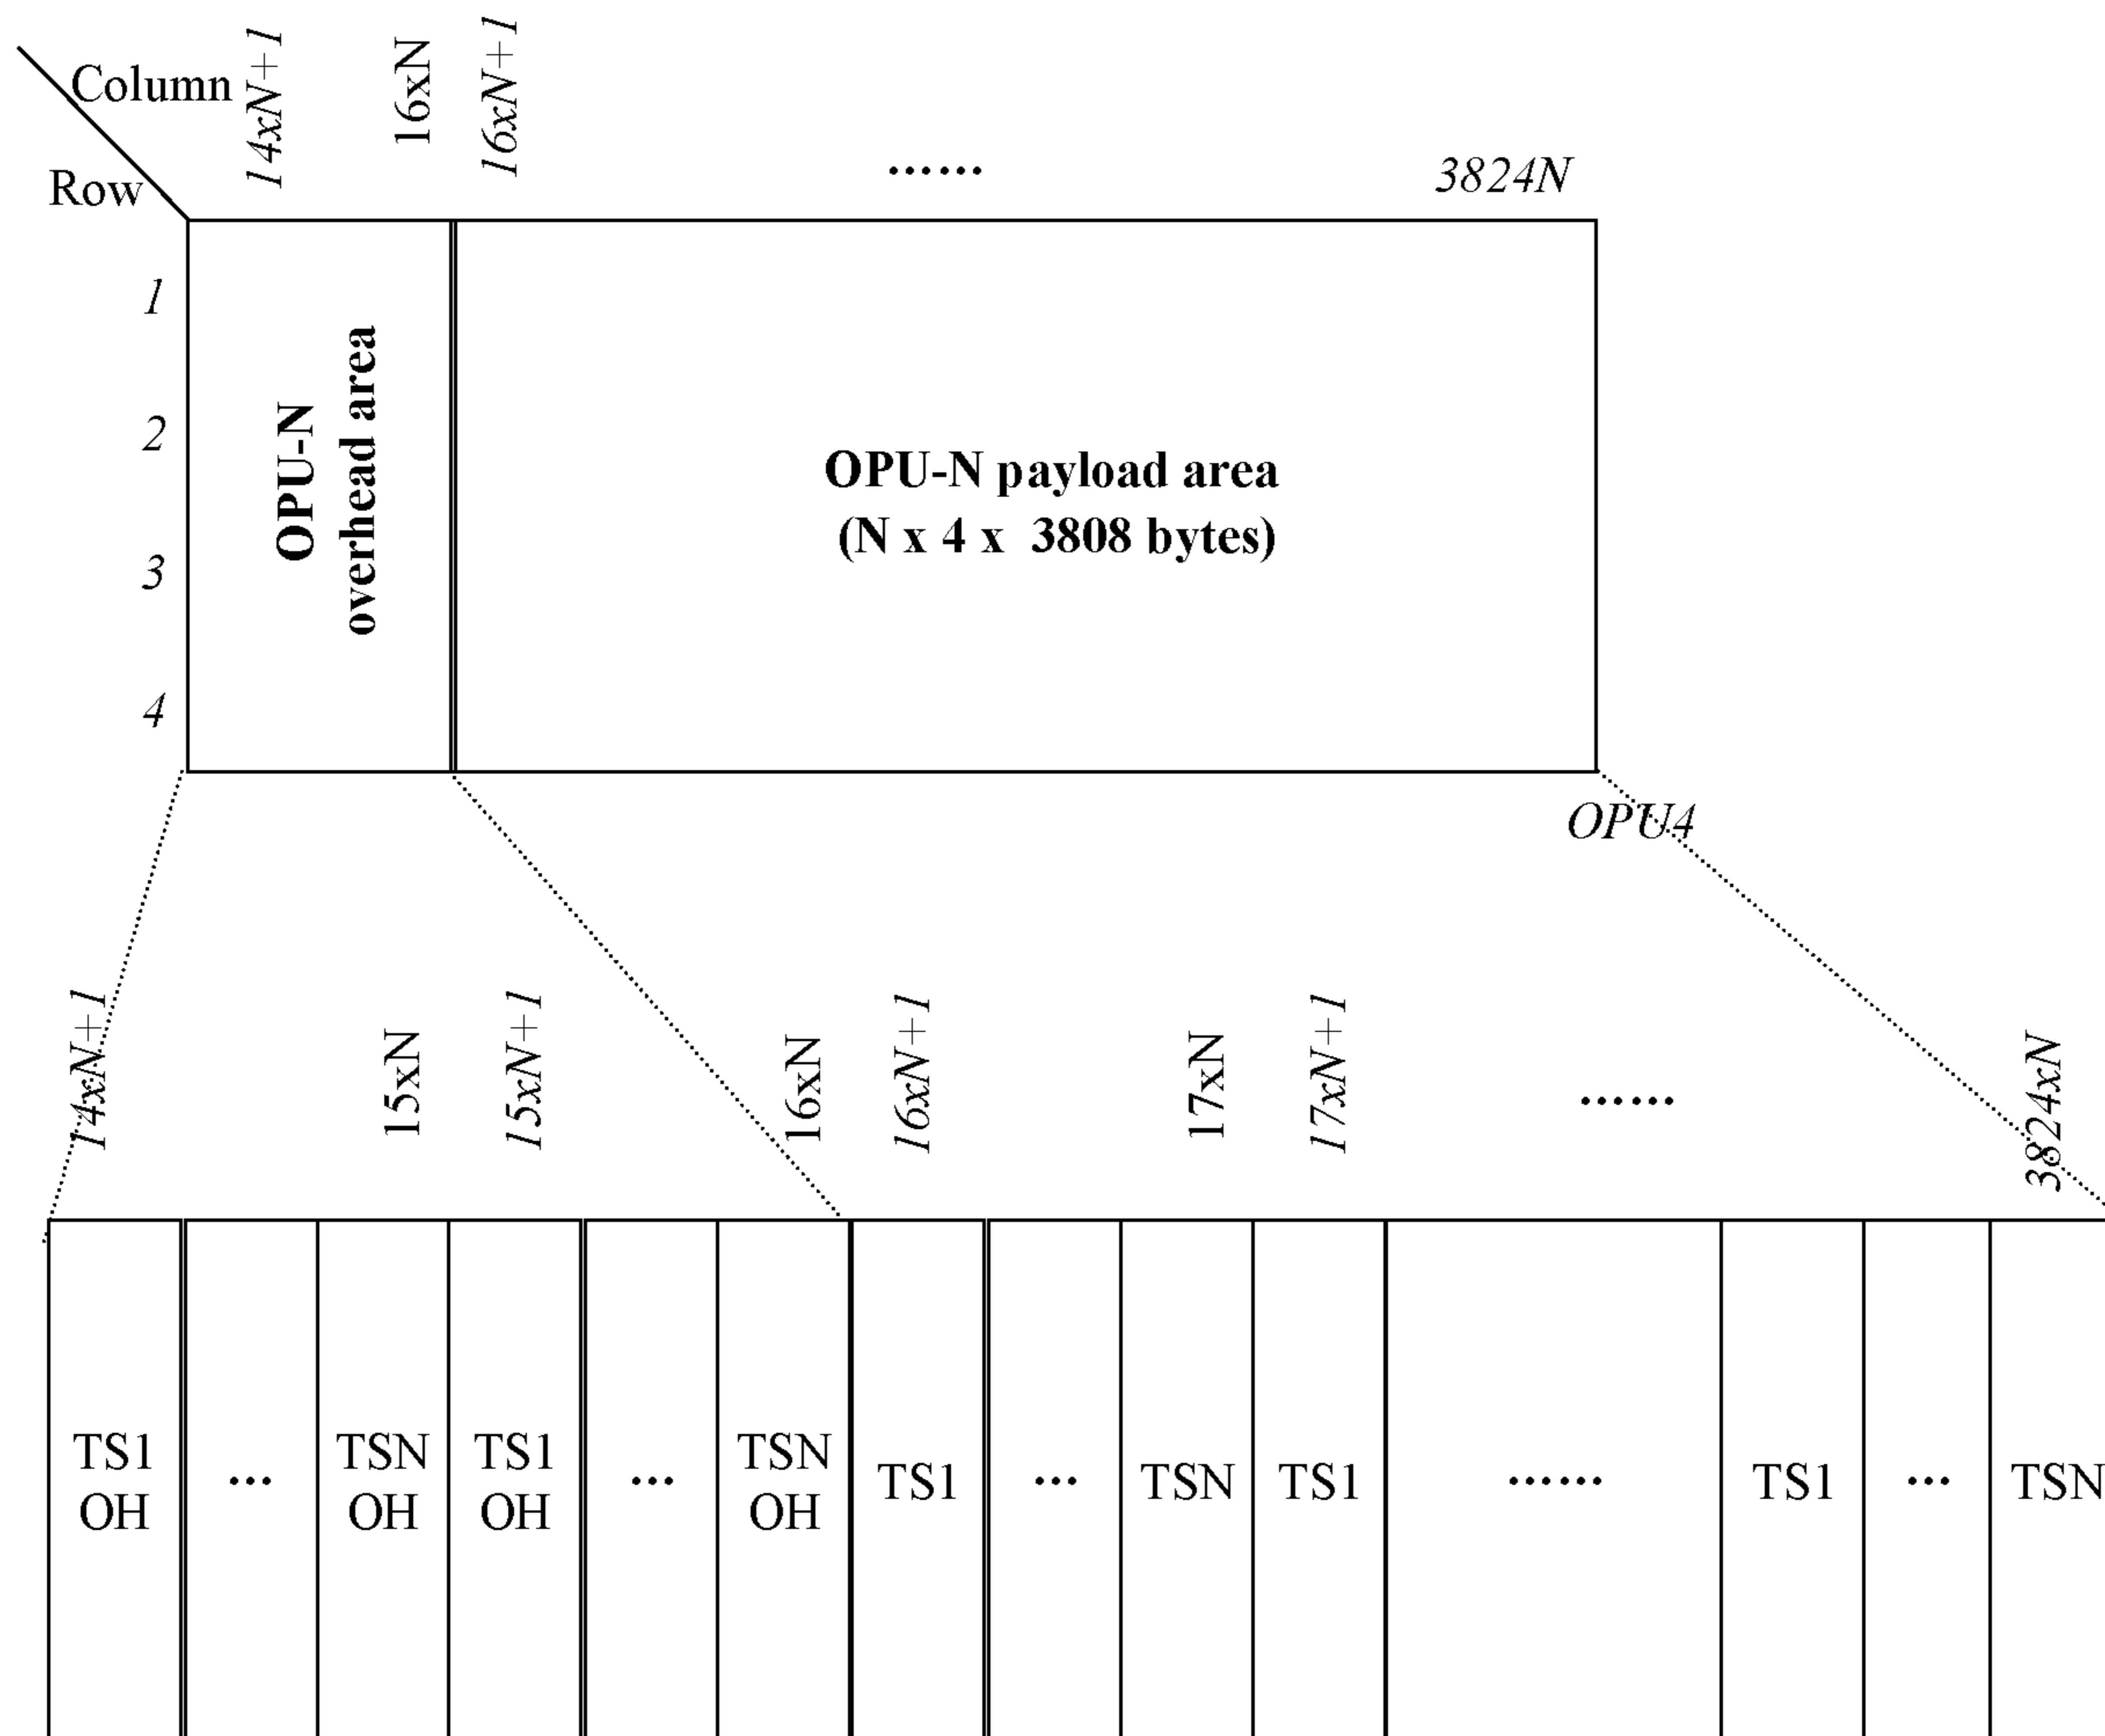 Column
14xN+1
16xN
16xN+1
......
3824N
Row
1
2
3
4
OPU-N
overhead area
OPU-N payload area
(N x 4 x 3808 bytes)
OPU4
14xN+1
15xN
15xN+1
16xN
16xN+1
17xN
17xN+1
......
3824xN
TS1
OH
...
TSN
OH
TS1
OH
...
TSN
OH
TS1
...
TSN
TS1
......
TS1
...
TSN